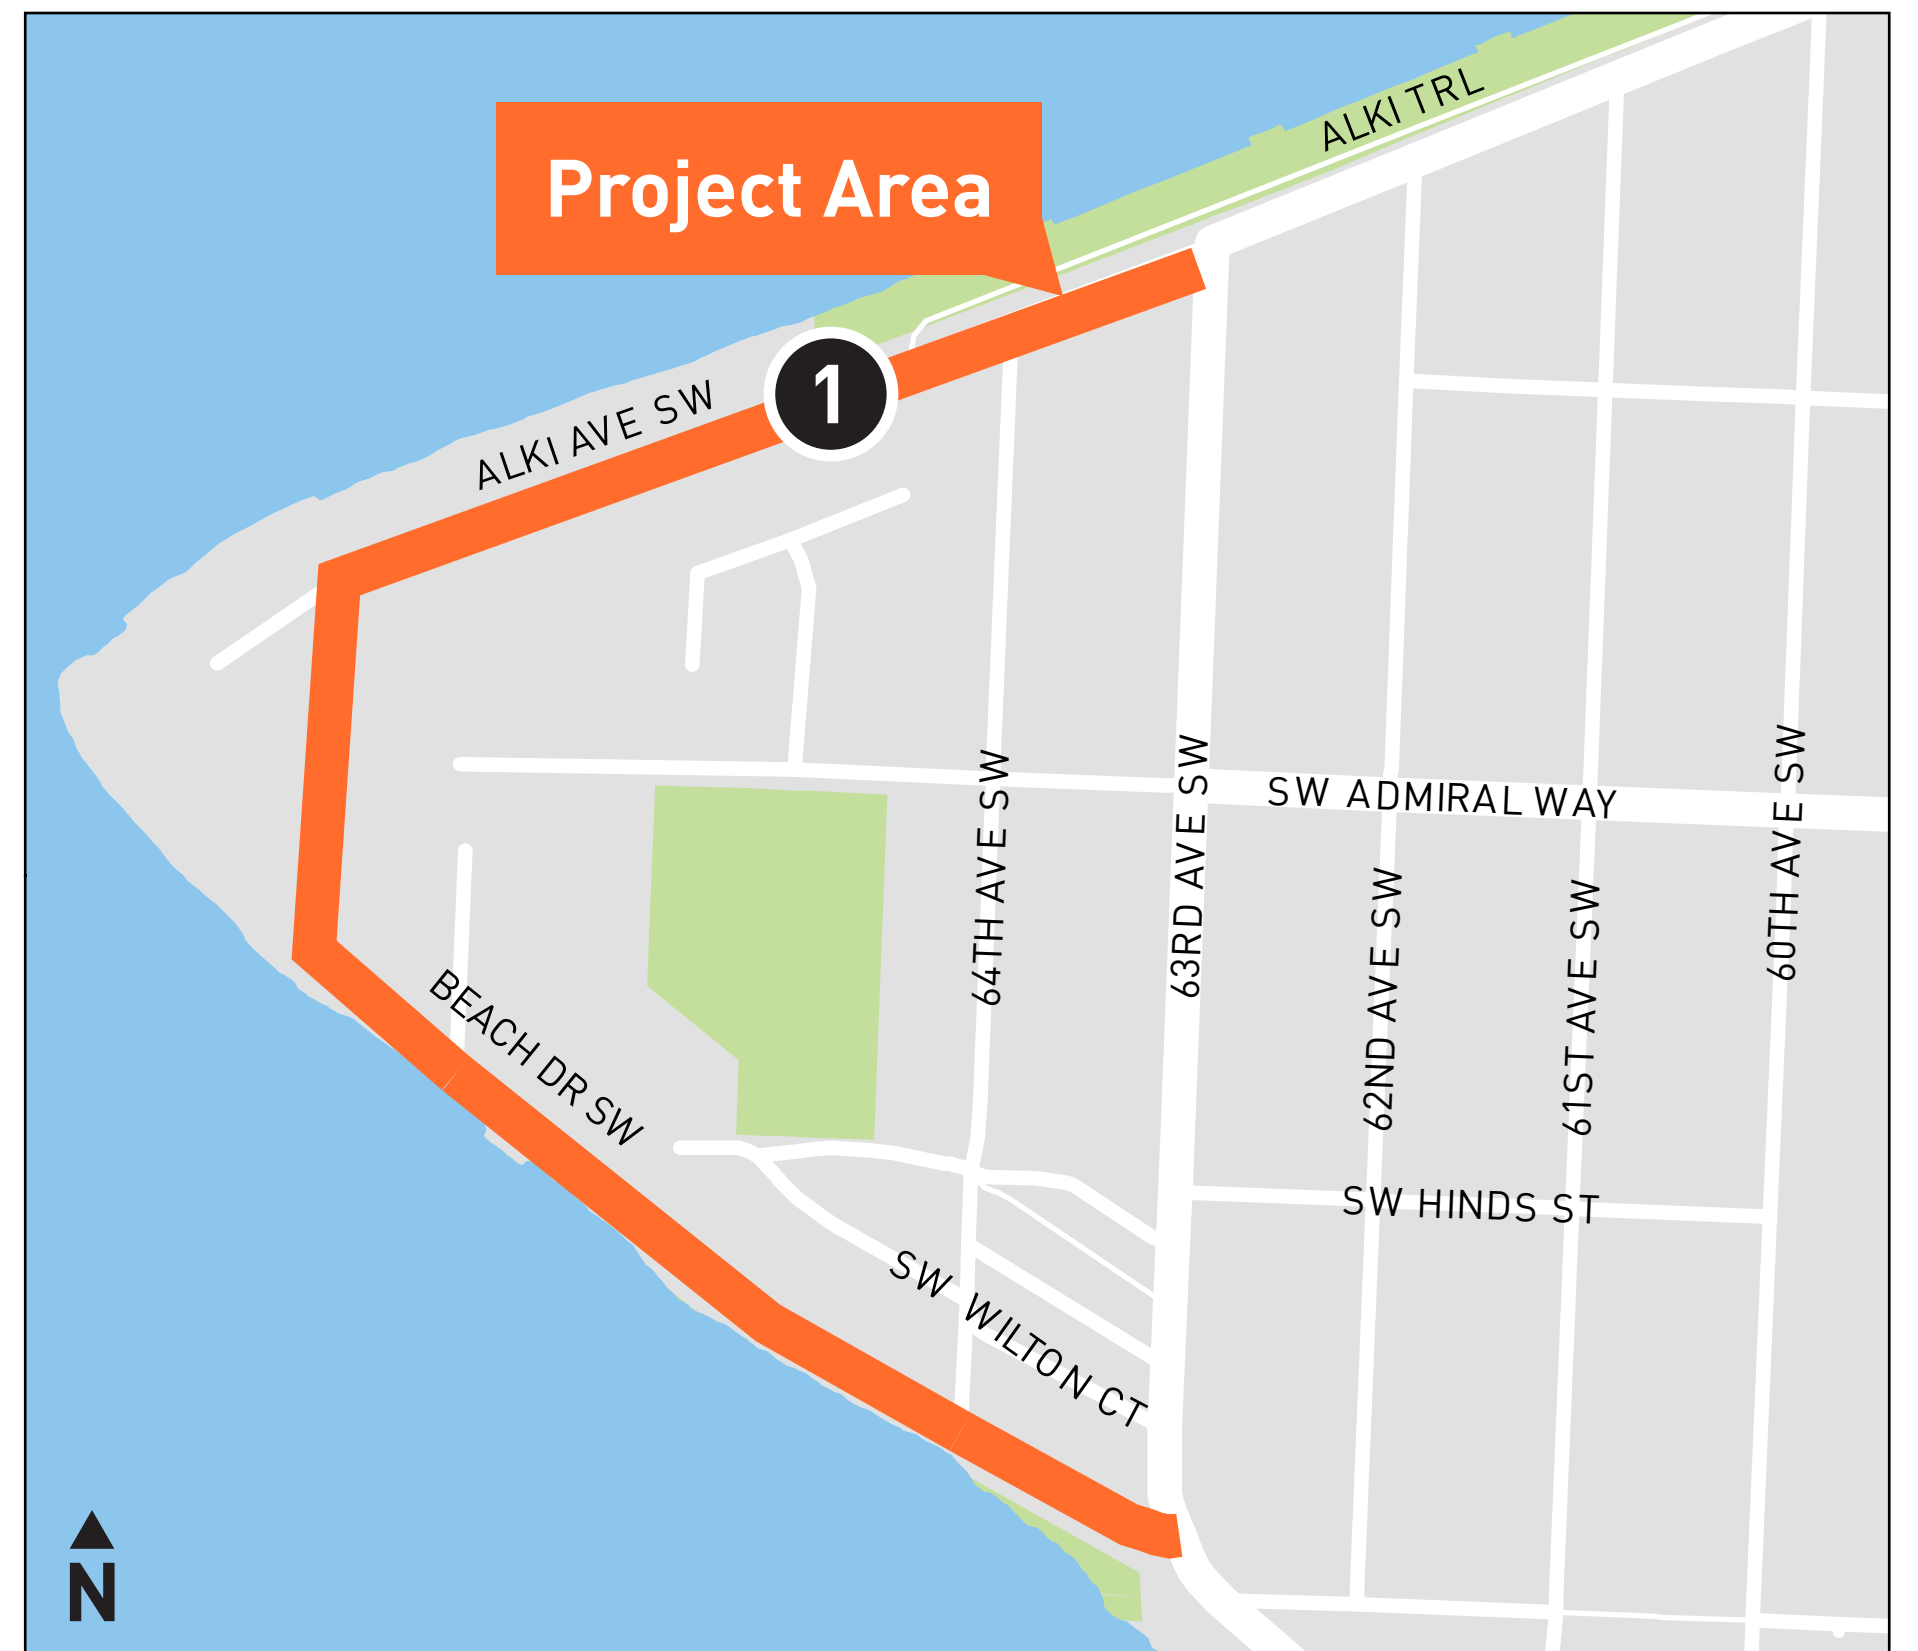 ALKI TRL
Project Area
1
ALKI AVE SW
64TH AVE SW
63RD AVE SW
SW ADMIRAL WAY
60TH AVE SW
62ND AVE SW
61ST AVE SW
BEACH DR SW
SW HINDS ST
SW WILTON CT
N